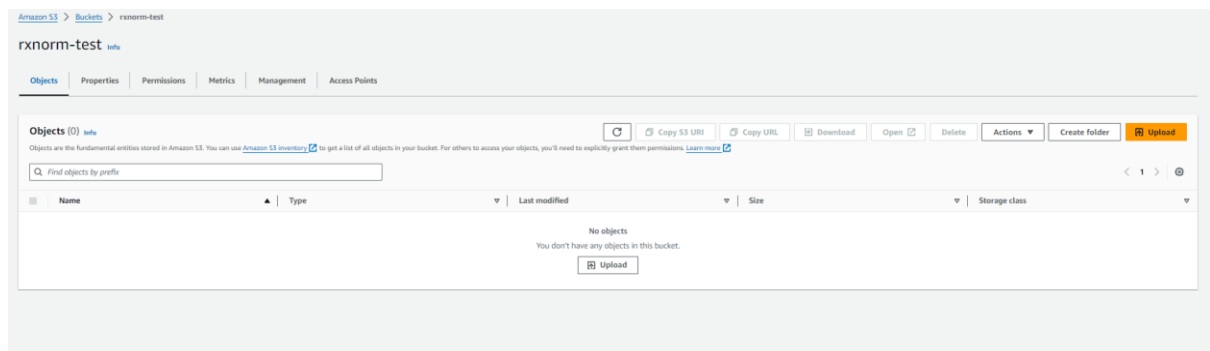 Amazon S3 > Buckets > rxnorm-test
rxnorm-test Info
Objects Properties Permissions Metrics Management Access Points
Objects (0) Info
Copy S3 URI Copy URL Download Open Delete Actions Create folder Upload
Objects are the fundamental entities stored in Amazon S3. You can use Amazon S3 inventory to get a list of all objects in your bucket. For others to access your objects, you'll need to explicitly grant them permissions. Learn more
Find objects by prefix
1
Name Type Last modified Size Storage class
No objects
You don't have any objects in this bucket.
Upload